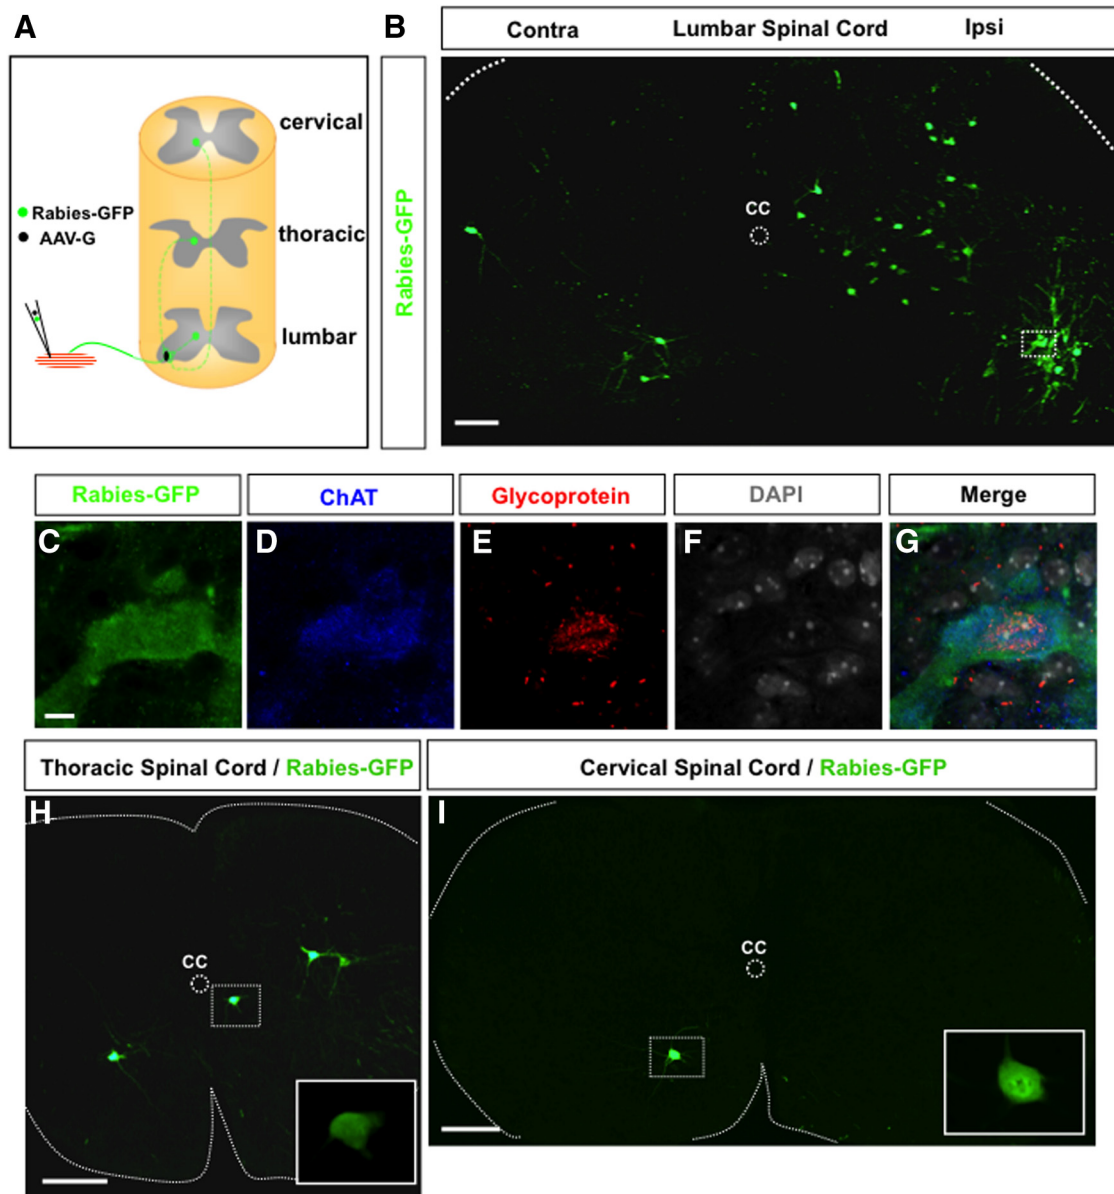 A
cervical
Rabies-GFP
AAV-G
thoracic
lumbar
B
Contra Lumbar Spinal Cord Ipsi
Rabies-GFP
CC
Rabies-GFP
ChAT
Glycoprotein
DAPI
Merge
C
D
E
F
G
Thoracic Spinal Cord / Rabies-GFP
H
CC
Cervical Spinal Cord / Rabies-GFP
I
CC